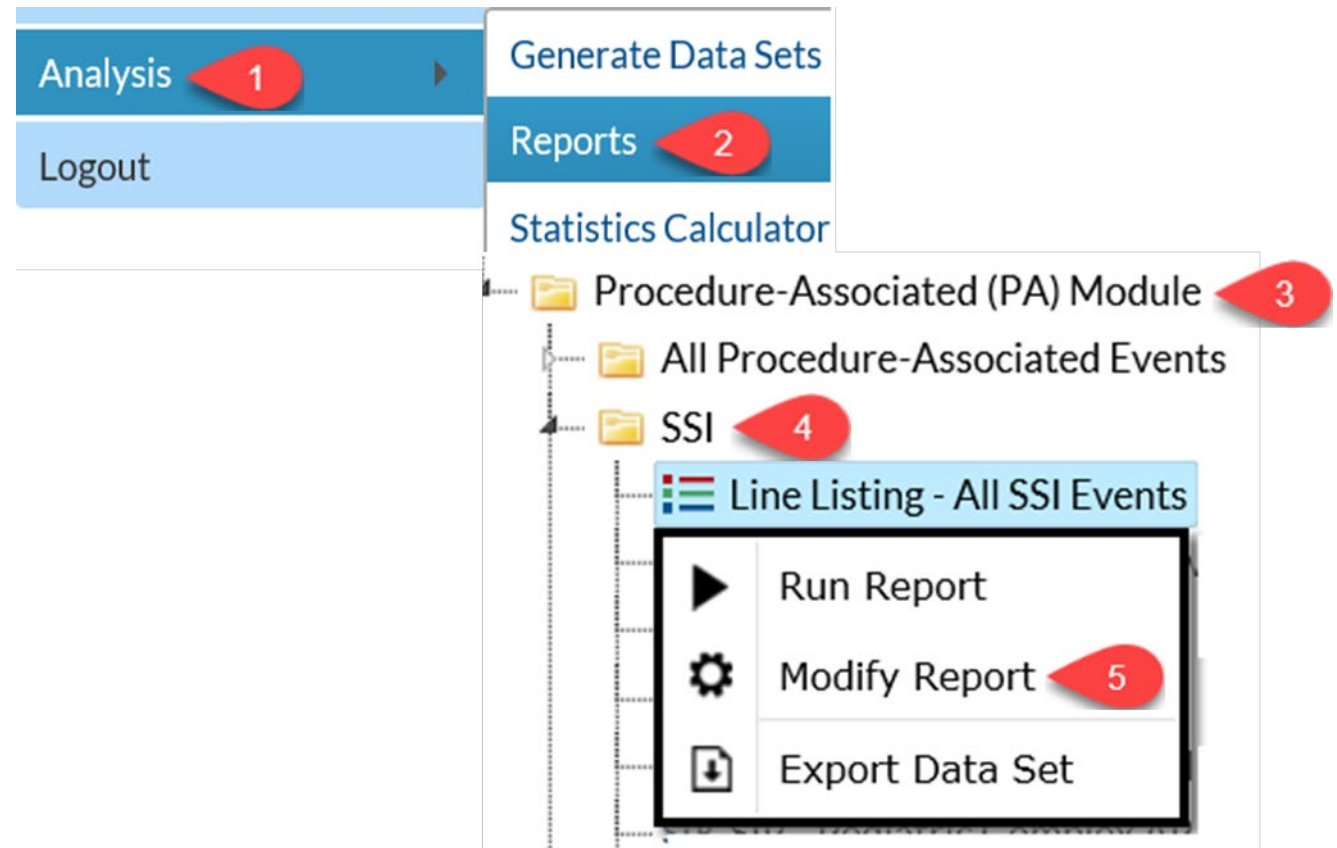 Analysis 1
Generate Data Sets
Reports 2
Logout
Statistics Calculator
Procedure-Associated (PA) Module 3
All Procedure-Associated Events
SSI 4
Line Listing - All SSI Events
Run Report
Modify Report 5
Export Data Set